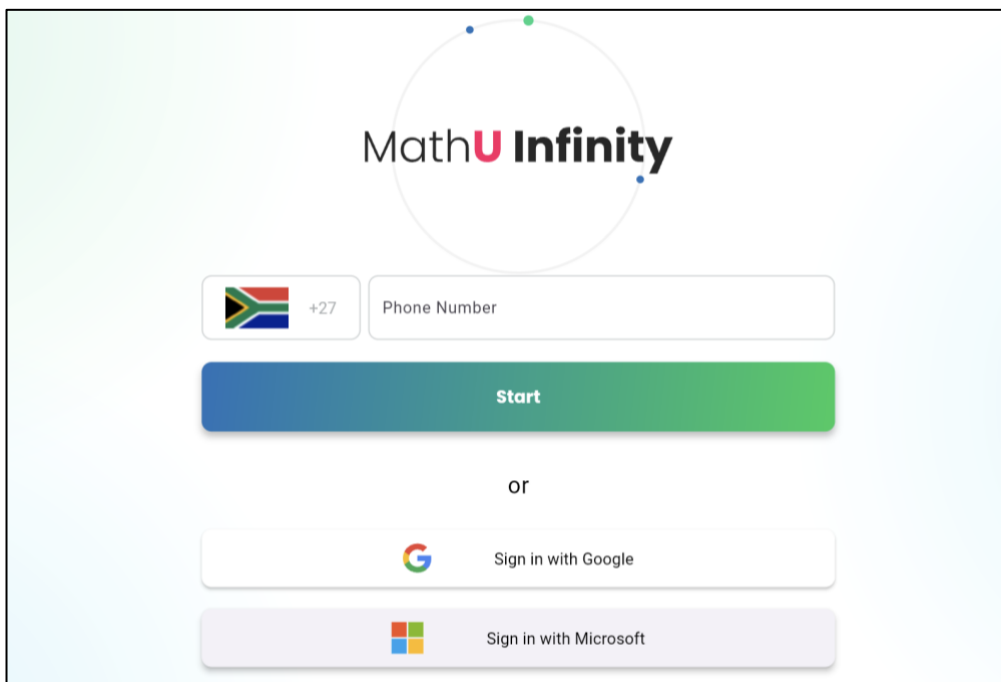 MathU Infinity
+27 Phone Number
Start
or
Sign in with Google
Sign in with Microsoft